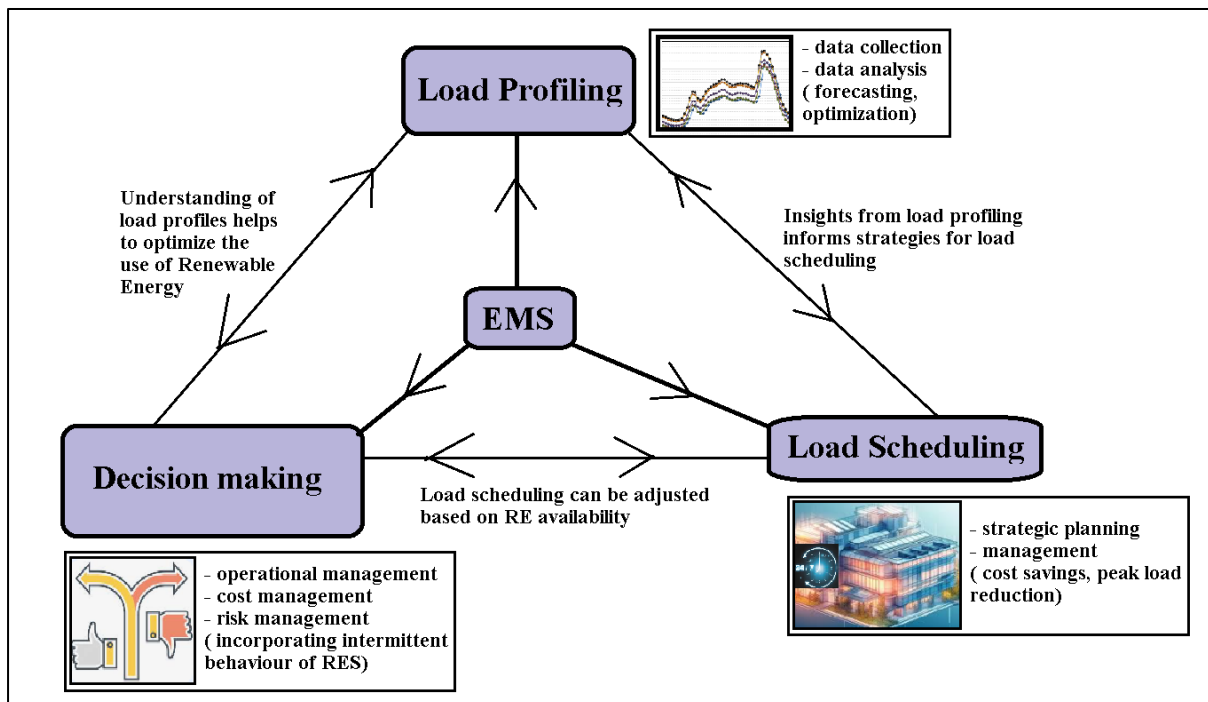 Load Profiling
- data collection
- data analysis
( forecasting,
optimization)
Understanding of
load profiles helps
to optimize the
use of Renewable
Energy
Insights from load profiling
informs strategies for load
scheduling
EMS
Decision making
Load Scheduling
Load scheduling can be adjusted
based on RE availability
- operational management
- cost management
- risk management
( incorporating intermittent
behaviour of RES)
- strategic planning
- management
( cost savings, peak load
reduction)